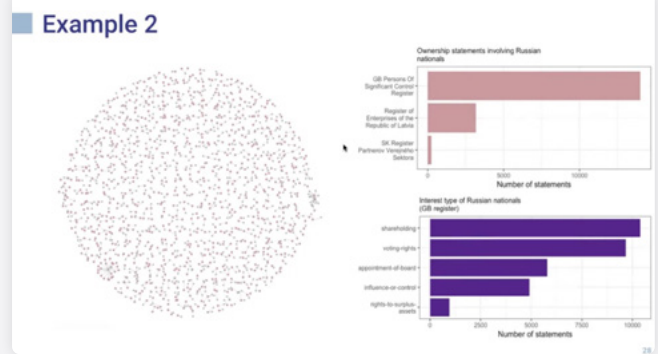 Example 2
Ownership statements involving Russian
nationals
GB Persons Of
Significant Control
Register
Register of
Enterprises of the
Republic of Latvia
SK Register
Partnerov Verejného
Sektora
0
5000
10000
Number of statements
Interest type of Russian nationals
(GB register)
shareholding
voting-rights
appointment-of-board
influence-or-control
rights-to-surplus-
assets
0
2500
5000
7500
10000
Number of statements
28